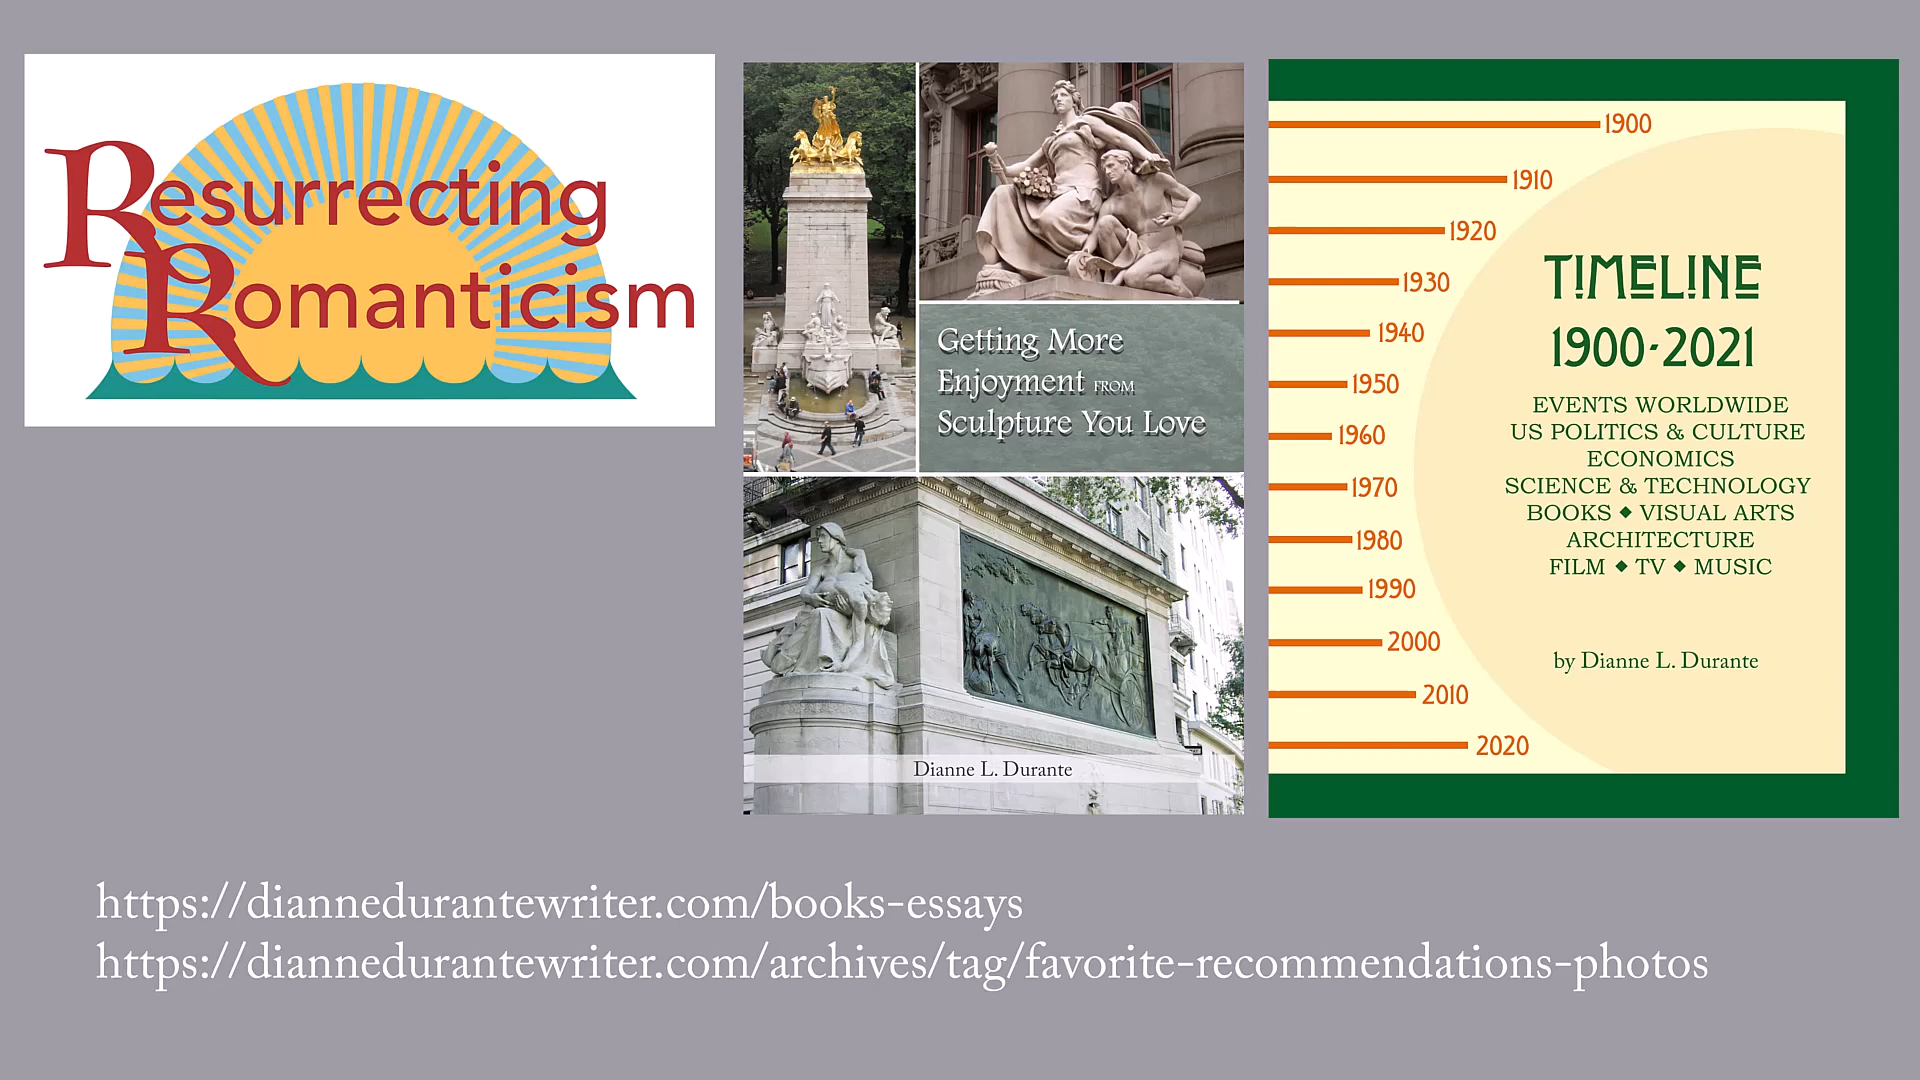 Resurrecting
Romanticism
Getting More
Enjoyment FROM
Sculpture You Love
Dianne L. Durante
1900
1910
1920
1930
1940
1950
1960
1970
1980
1990
2000
2010
2020
TIMELINE
1900-2021
EVENTS WORLDWIDE
US POLITICS & CULTURE
ECONOMICS
SCIENCE & TECHNOLOGY
BOOKS ◆ VISUAL ARTS
ARCHITECTURE
FILM ◆ TV ◆ MUSIC
by Dianne L. Durante
https://diannedurantewriter.com/books-essays
https://diannedurantewriter.com/archives/tag/favorite-recommendations-photos